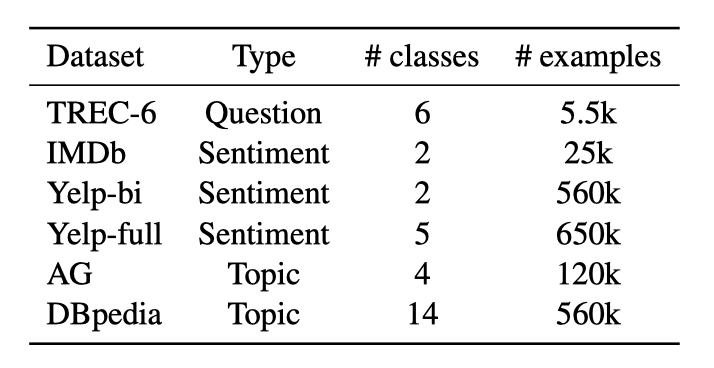 Dataset Type # classes # examples
TREC-6 Question 6 5.5k
IMDb Sentiment 2 25k
Yelp-bi Sentiment 2 560k
Yelp-full Sentiment 5 650k
AG Topic 4 120k
DBpedia Topic 14 560k